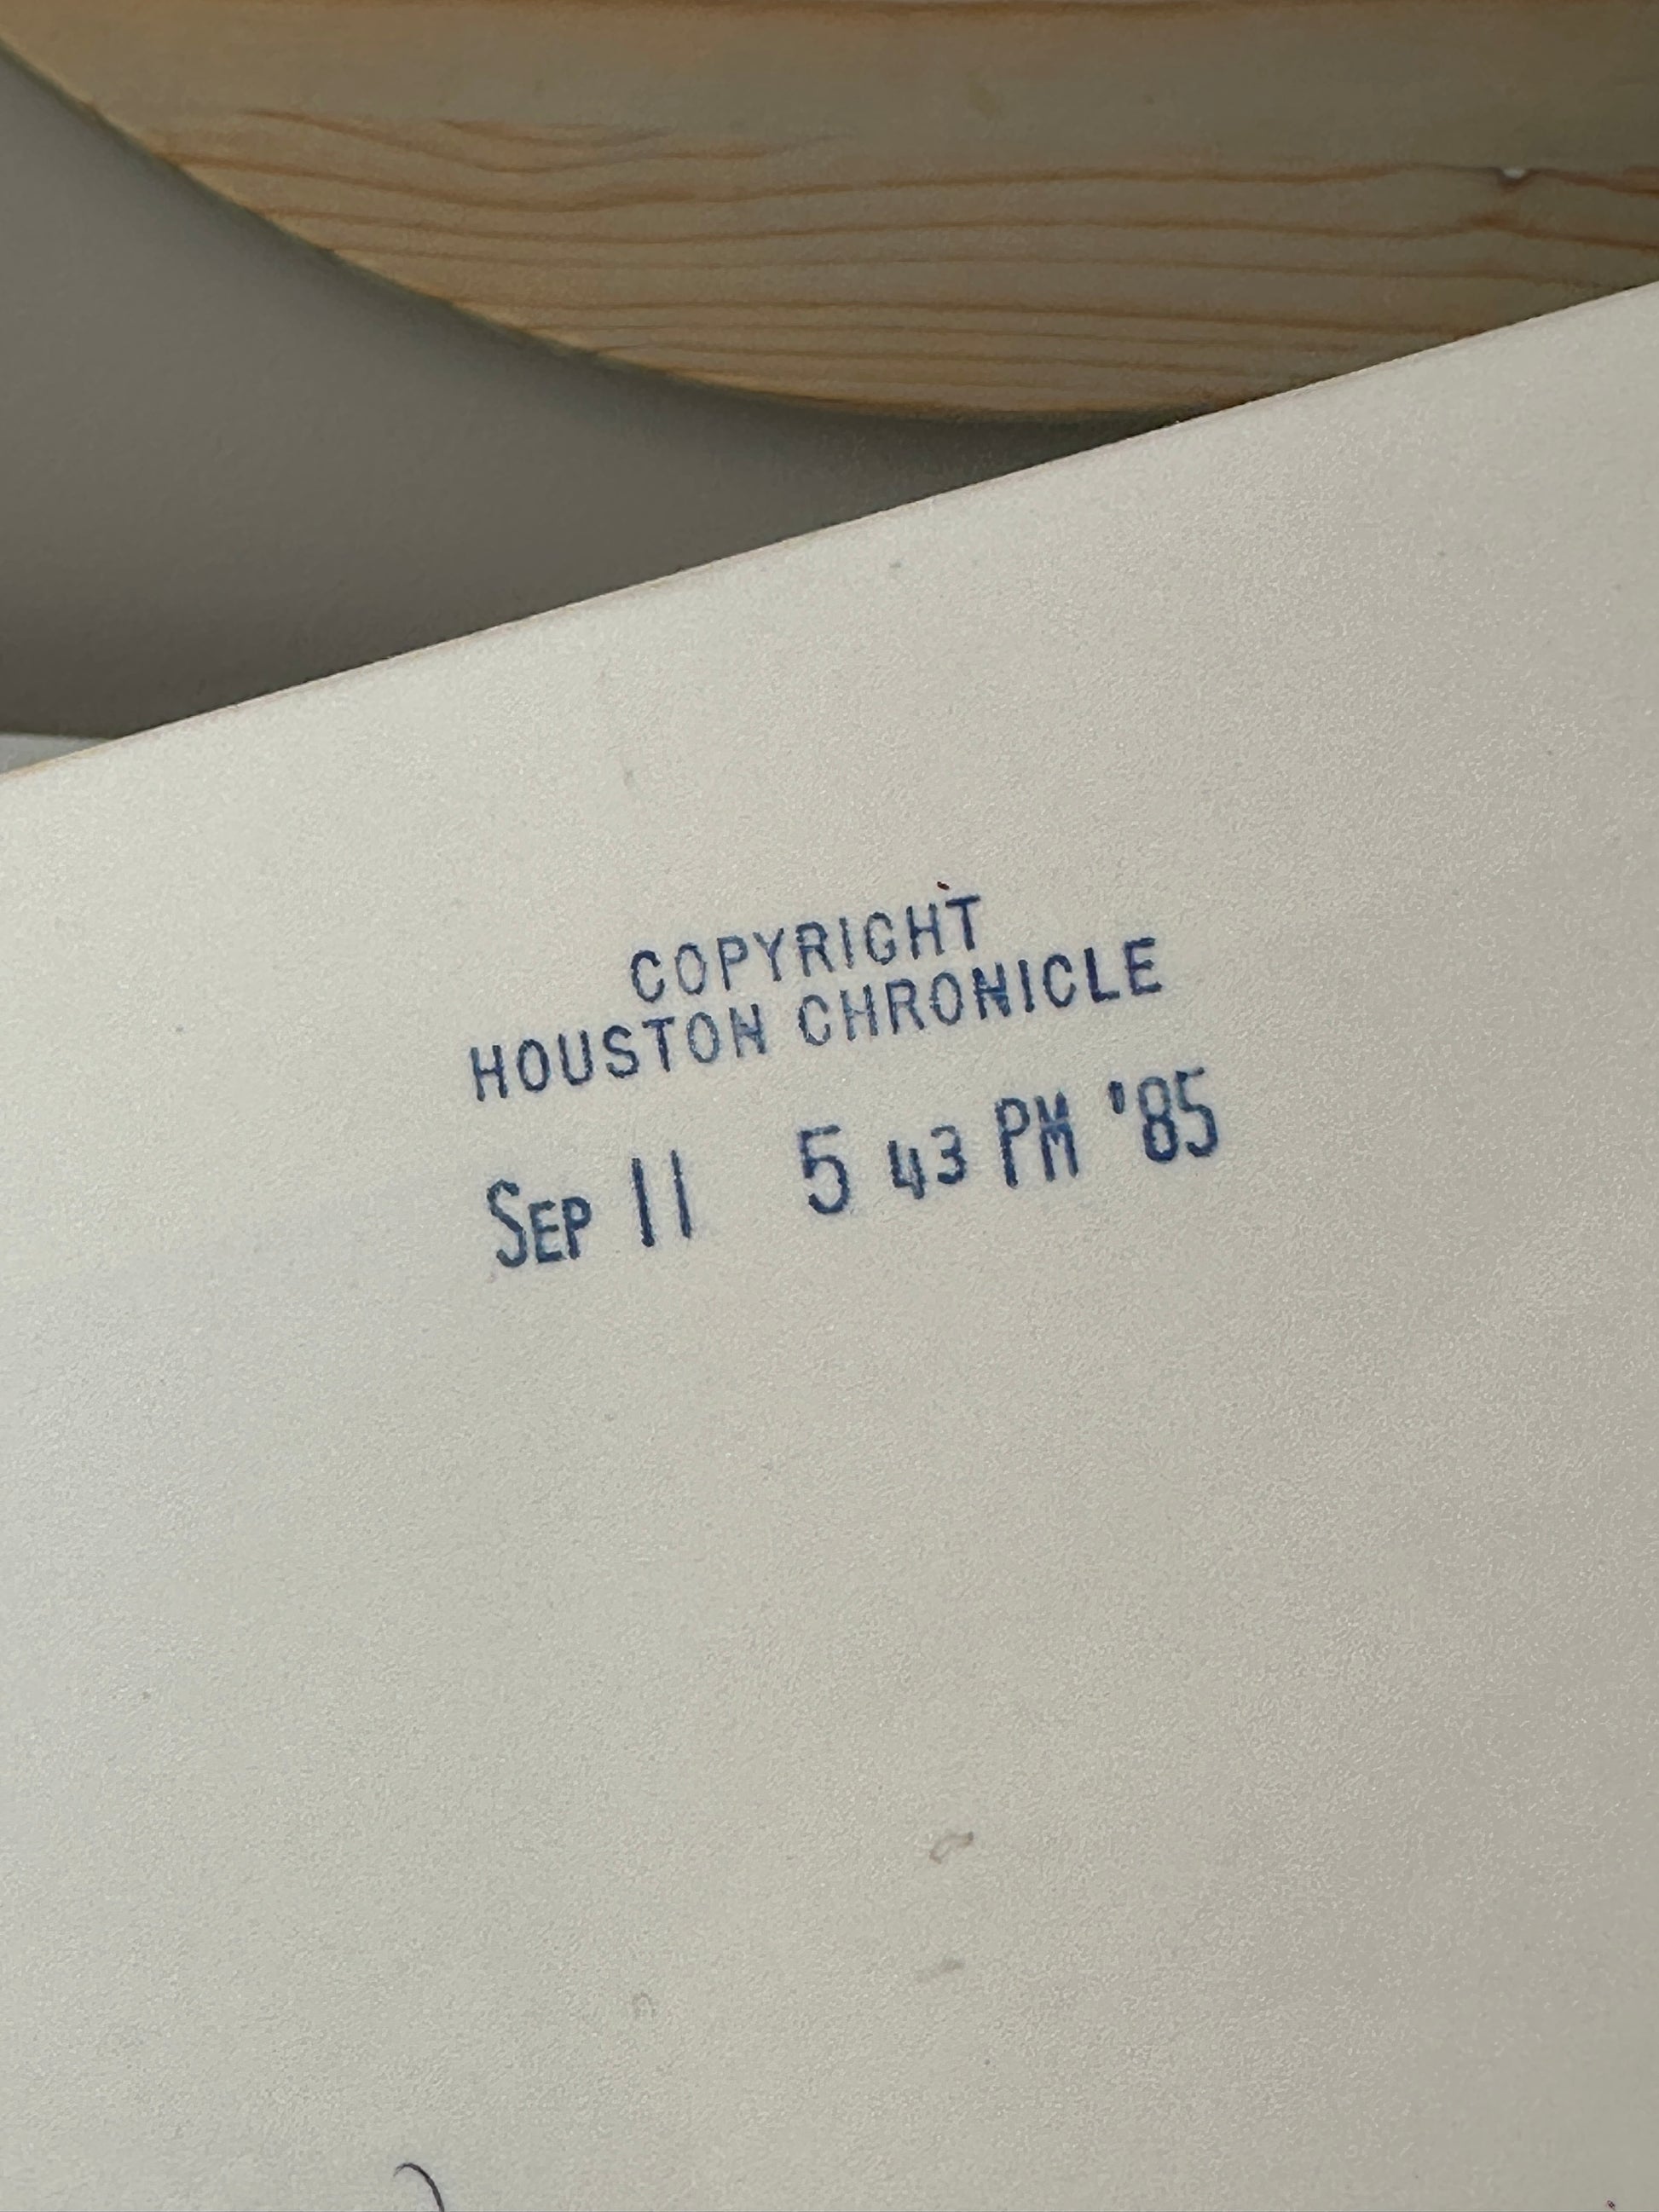 COPYRIGHT
HOUSTON CHRONICLE
SEP 11 5 43 PM '85